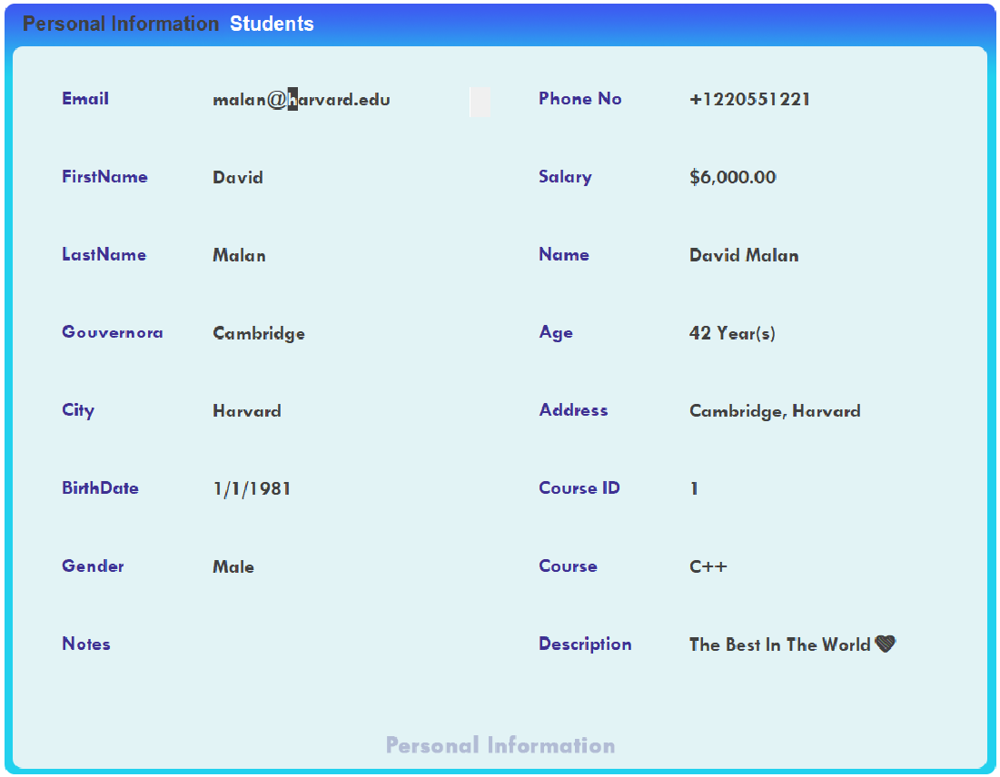 Personal Information Students
Email malan@harvard.edu Phone No +1220551221
FirstName David Salary $6,000.00
LastName Malan Name David Malan
Gouvernora Cambridge Age 42 Year(s)
City Harvard Address Cambridge, Harvard
BirthDate 1/1/1981 Course ID 1
Gender Male Course C++
Notes Description The Best In The World🖤
Personal Information